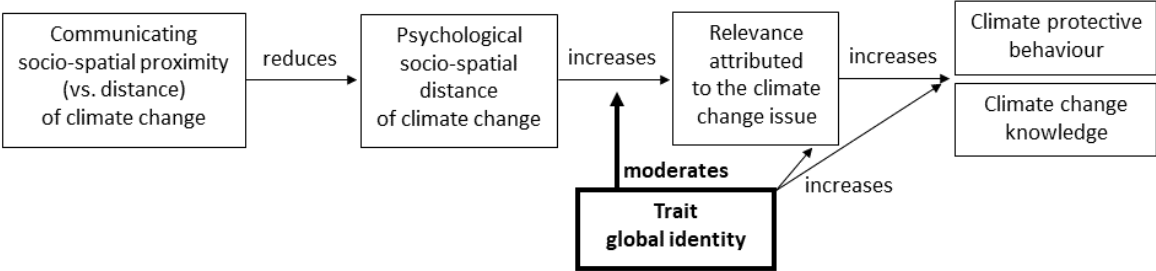 Communicating
socio-spatial proximity
(vs. distance)
of climate change
reduces
Psychological
socio-spatial
distance
of climate change
increases
Relevance
attributed
to the climate
change issue
increases
Climate protective
behaviour
Climate change
knowledge
moderates
increases
Trait
global identity